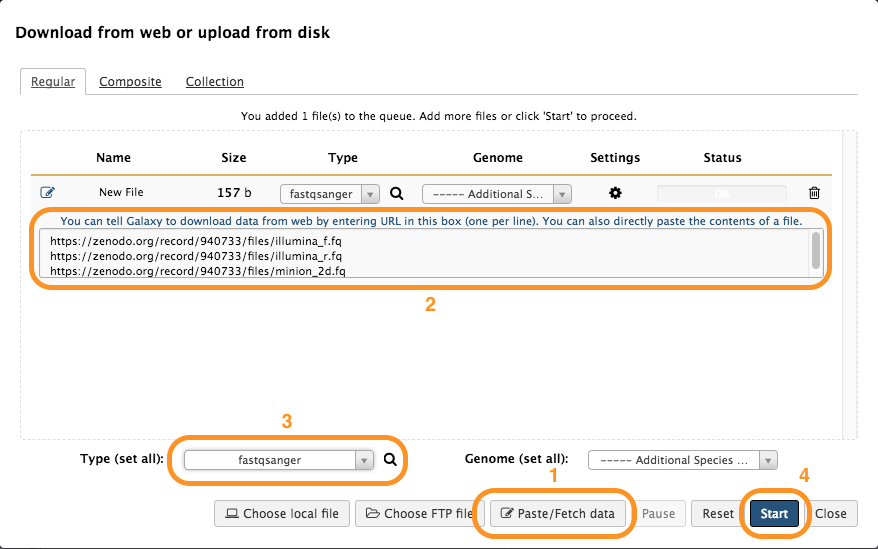 Download from web or upload from disk
Regular Composite Collection
You added 1 file(s) to the queue. Add more files or click 'Start' to proceed.
Name Size Type Genome Settings Status
New File 157 b fastqsanger ----- Additional S... 0%
You can tell Galaxy to download data from web by entering URL in this box (one per line). You can also directly paste the contents of a file.
https://zenodo.org/record/940733/files/illumina_f.fq
https://zenodo.org/record/940733/files/illumina_r.fq
https://zenodo.org/record/940733/files/minion_2d.fq
2
3
Type (set all): fastqsanger Genome (set all): ----- Additional Species ...
1 4
Choose local file Choose FTP file Paste/Fetch data Pause Reset Start Close